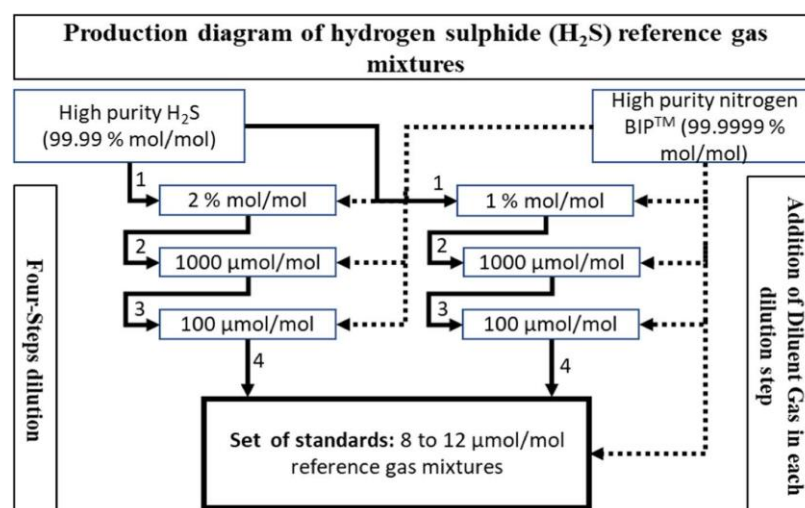 Production diagram of hydrogen sulphide (H₂S) reference gas
mixtures
High purity H₂S
(99.99 % mol/mol)
High purity nitrogen
BIP™ (99.9999 %
mol/mol)
1
2 % mol/mol
1
1 % mol/mol
2
1000 µmol/mol
2
1000 µmol/mol
3
100 µmol/mol
3
100 µmol/mol
4
4
Four-Steps dilution
Addition of Diluent Gas in each
dilution step
Set of standards: 8 to 12 µmol/mol
reference gas mixtures